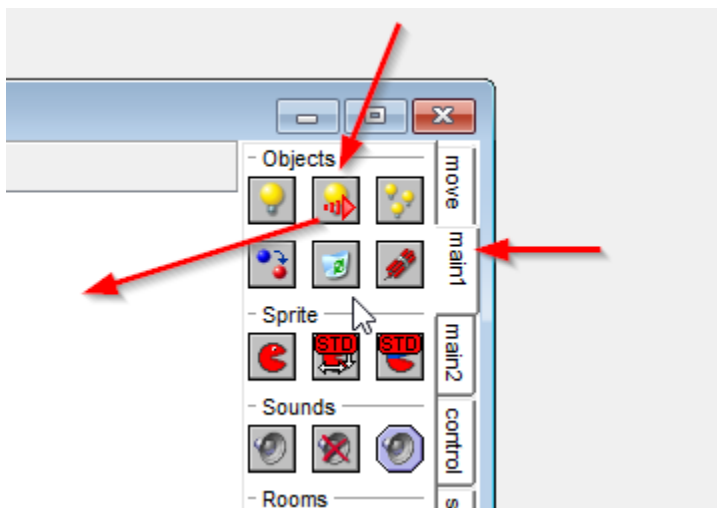 Objects
move
main1
Sprite
STD
STD
main2
Sounds
control
Rooms